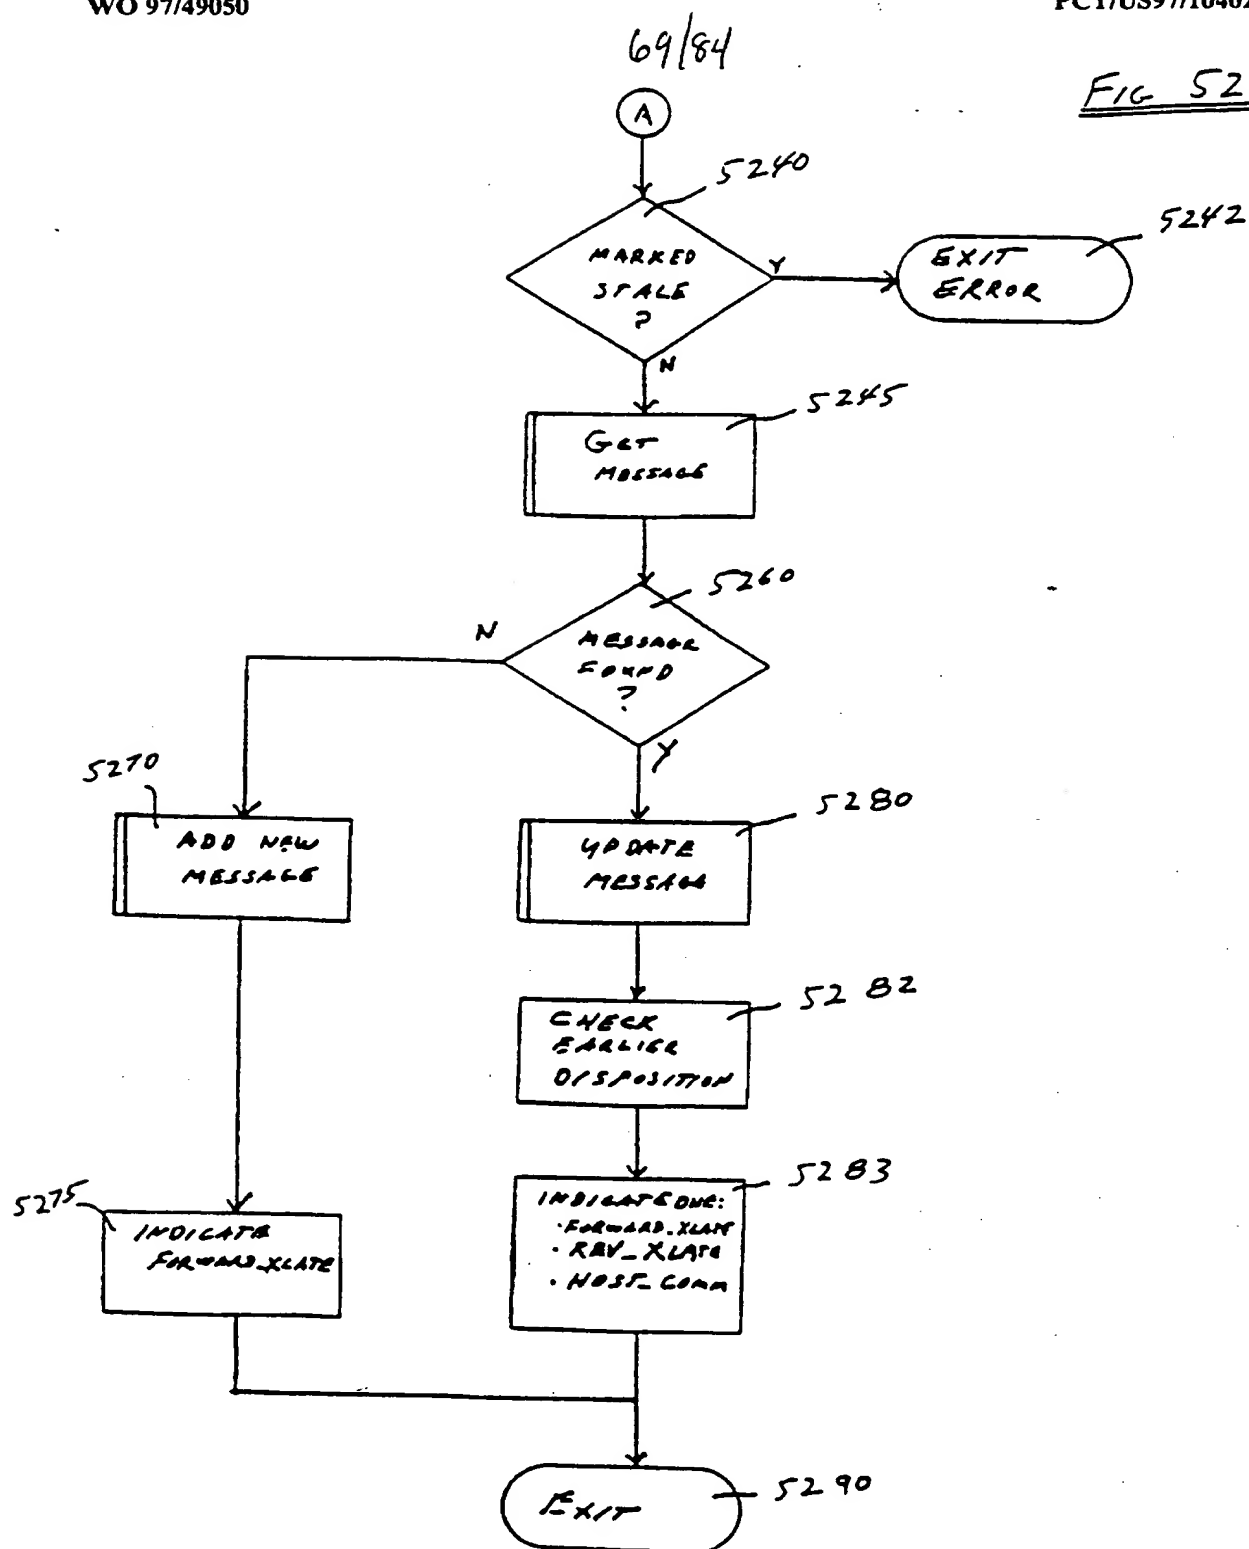 WO 97/49050
69/84
FIG 52
A
5240
5242
MARKED
STALE
?
Y
EXIT
ERROR
N
5245
GET
MESSAGE
5260
N
MESSAGE
FOUND
?
Y
5270
5280
ADD NEW
MESSAGE
UPDATE
MESSAGE
5282
CHECK
EARLIER
DISPOSITION
5283
5275
INDICATE ONE:
·FORWARD_XLATE
· REV_XLATE
· HOST_COMM
INDICATE
FORWARD_XLATE
EXIT
5290